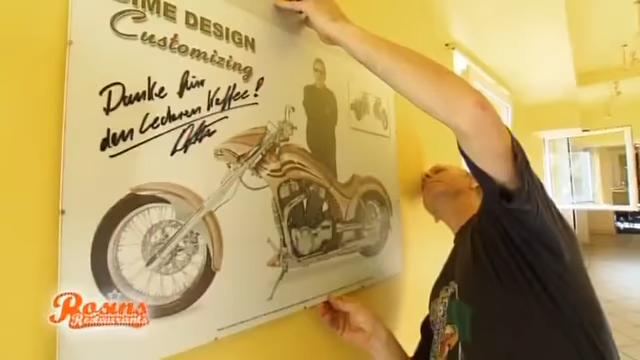 IME DESIGN
Customizing
Danke für
den leckeren Kaffee!
Rosins
Restaurants